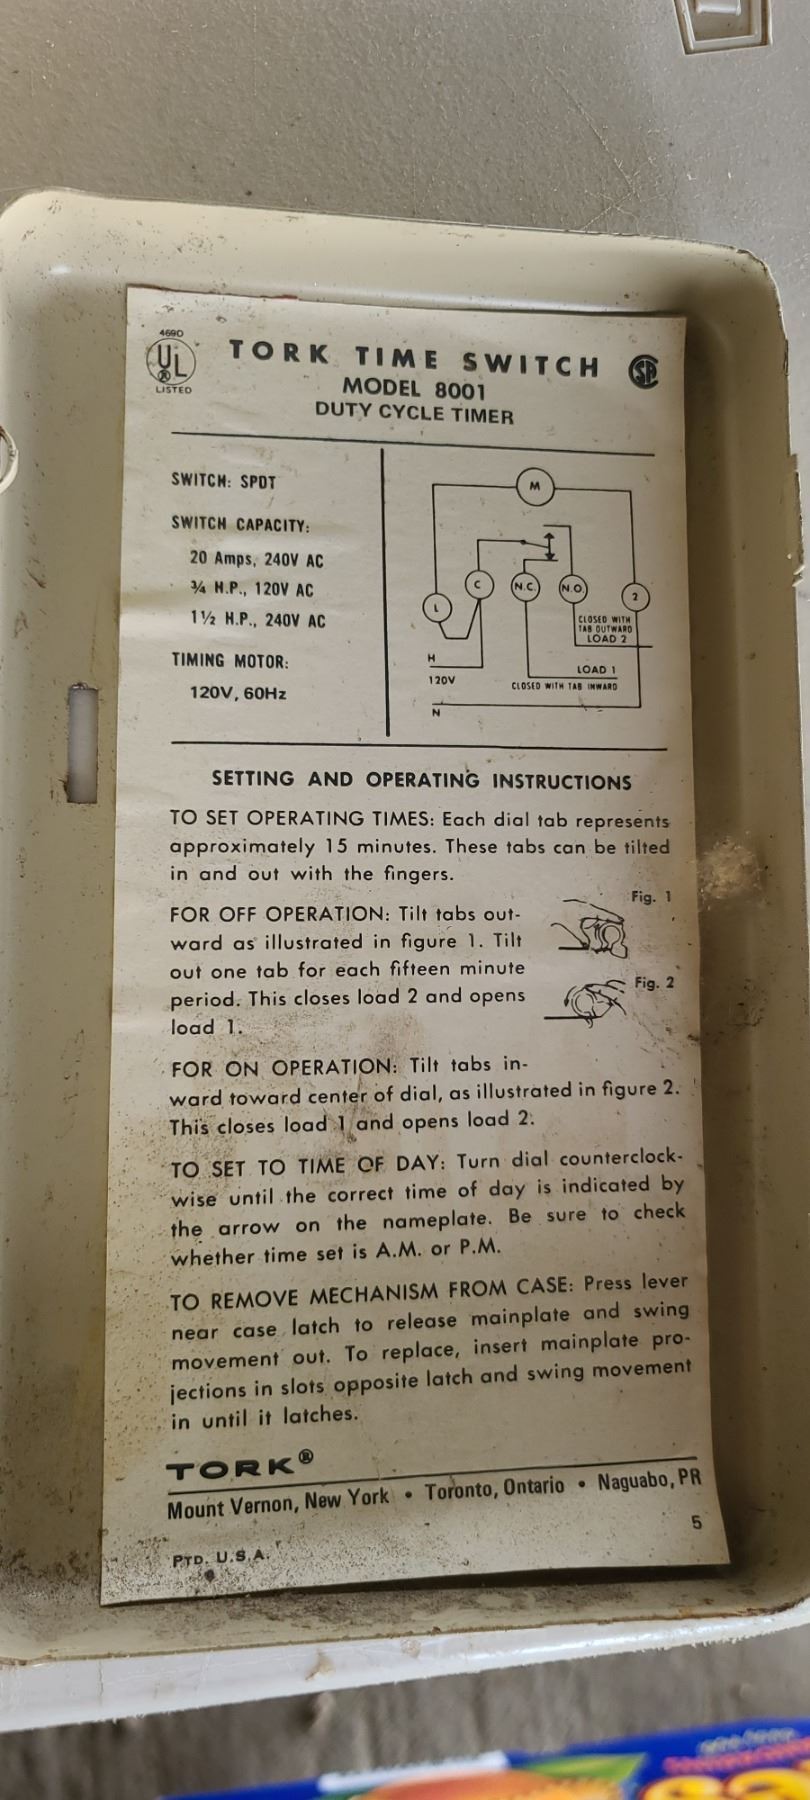 469D
UL
®
LISTED
TORK TIME SWITCH
MODEL 8001
DUTY CYCLE TIMER
SWITCH: SPDT
SWITCH CAPACITY:
20 Amps, 240V AC
¾ H.P., 120V AC
1½ H.P., 240V AC
TIMING MOTOR:
120V, 60Hz
M
L
C
N.C.
N.O.
2
CLOSED WITH
TAB OUTWARD
LOAD 2
H
120V
LOAD 1
CLOSED WITH TAB INWARD
N
SETTING AND OPERATING INSTRUCTIONS
TO SET OPERATING TIMES: Each dial tab represents
approximately 15 minutes. These tabs can be tilted
in and out with the fingers.
Fig. 1
FOR OFF OPERATION: Tilt tabs out-
ward as illustrated in figure 1. Tilt
out one tab for each fifteen minute
period. This closes load 2 and opens
load 1.
Fig. 2
FOR ON OPERATION: Tilt tabs in-
ward toward center of dial, as illustrated in figure 2.
This closes load 1 and opens load 2.
TO SET TO TIME OF DAY: Turn dial counterclock-
wise until the correct time of day is indicated by
the arrow on the nameplate. Be sure to check
whether time set is A.M. or P.M.
TO REMOVE MECHANISM FROM CASE: Press lever
near case latch to release mainplate and swing
movement out. To replace, insert mainplate pro-
jections in slots opposite latch and swing movement
in until it latches.
TORK®
Mount Vernon, New York • Toronto, Ontario • Naguabo, PR
5
PTD. U.S.A.